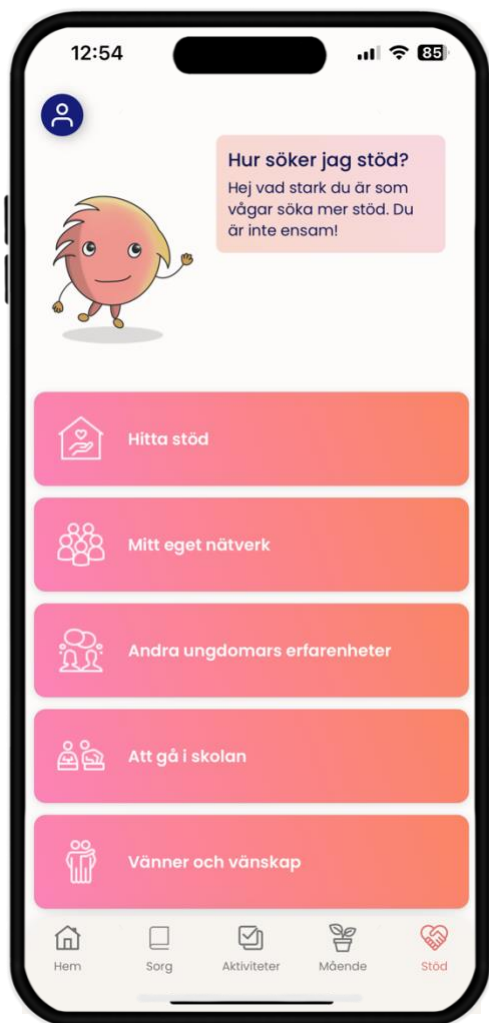 12:54
85
Hur söker jag stöd?
Hej vad stark du är som
vågar söka mer stöd. Du
är inte ensam!
Hitta stöd
Mitt eget nätverk
Andra ungdomars erfarenheter
Att gå i skolan
Vänner och vänskap
Hem
Sorg
Aktiviteter
Mående
Stöd